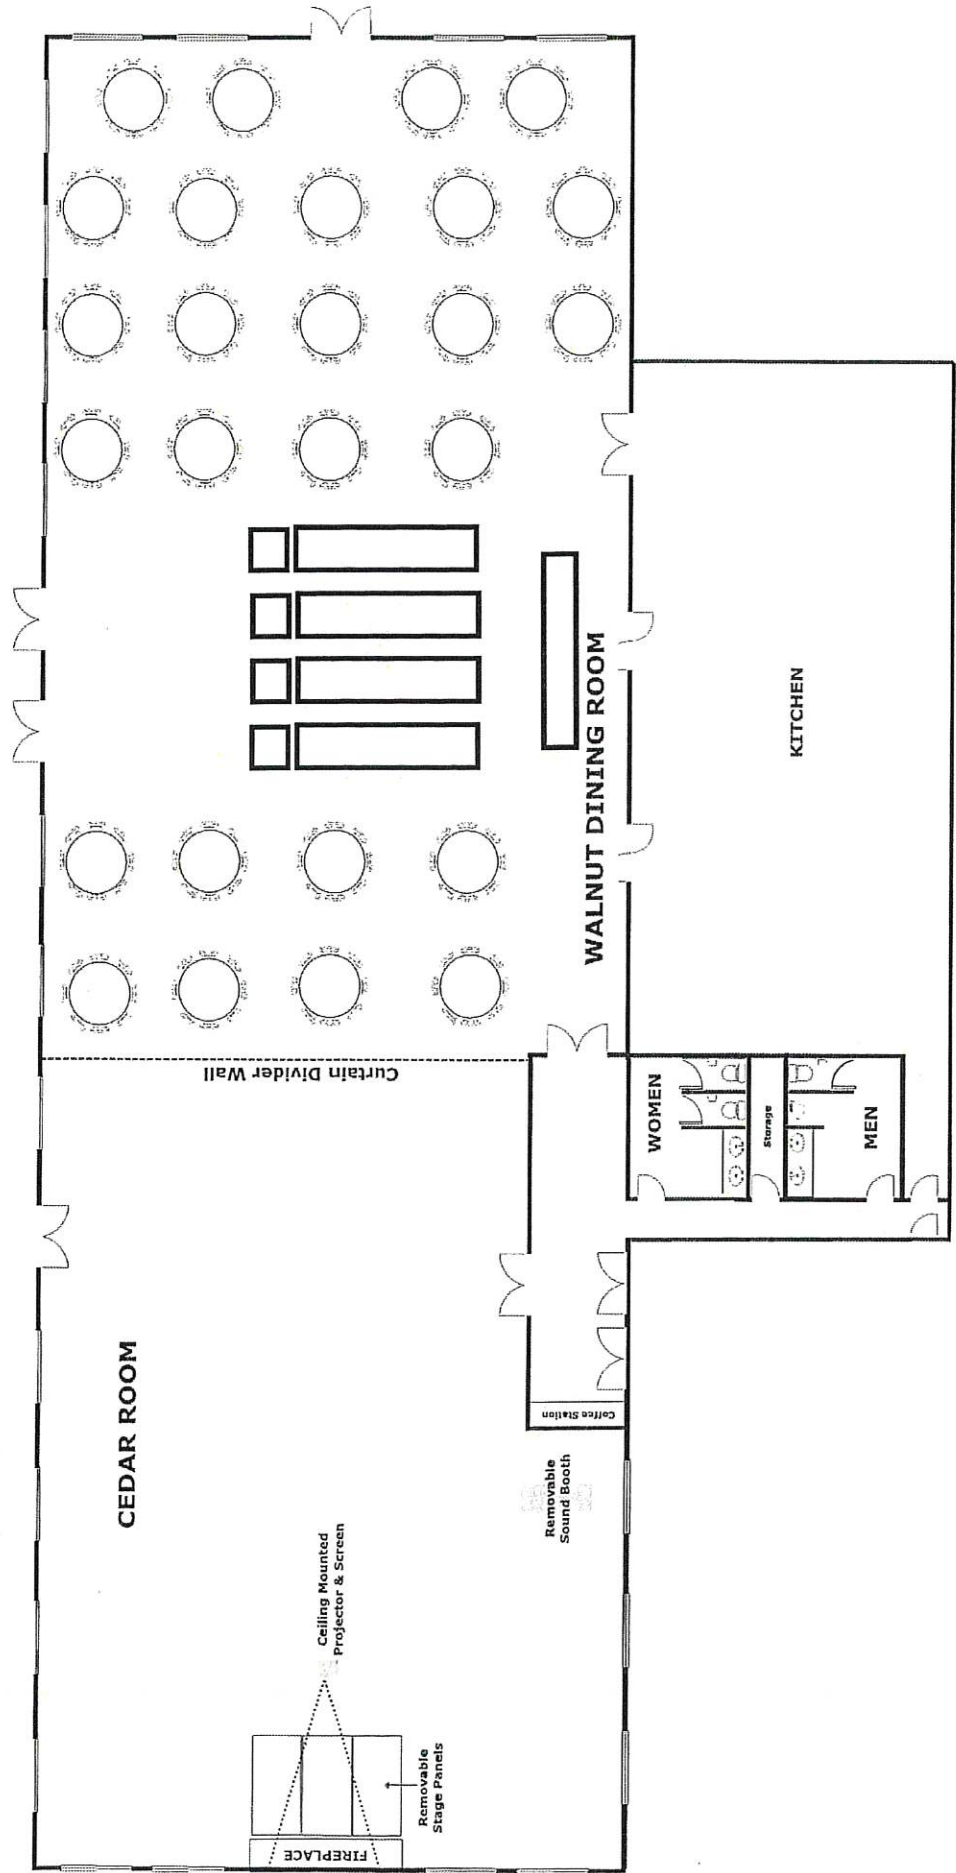 Curtain Divider Wall
WALNUT DINING ROOM
KITCHEN
WOMEN
Storage
MEN
CEDAR ROOM
Coffee Station
Removable
Sound Booth
Ceiling Mounted
Projector & Screen
Removable
Stage Panels
FIREPLACE